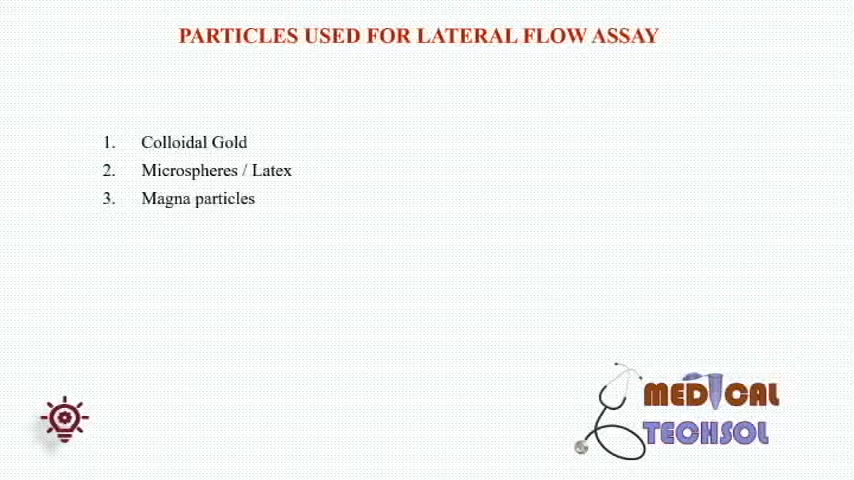 PARTICLES USED FOR LATERAL FLOW ASSAY
1. Colloidal Gold
2. Microspheres / Latex
3. Magna particles
MEDICAL
TECHSOL